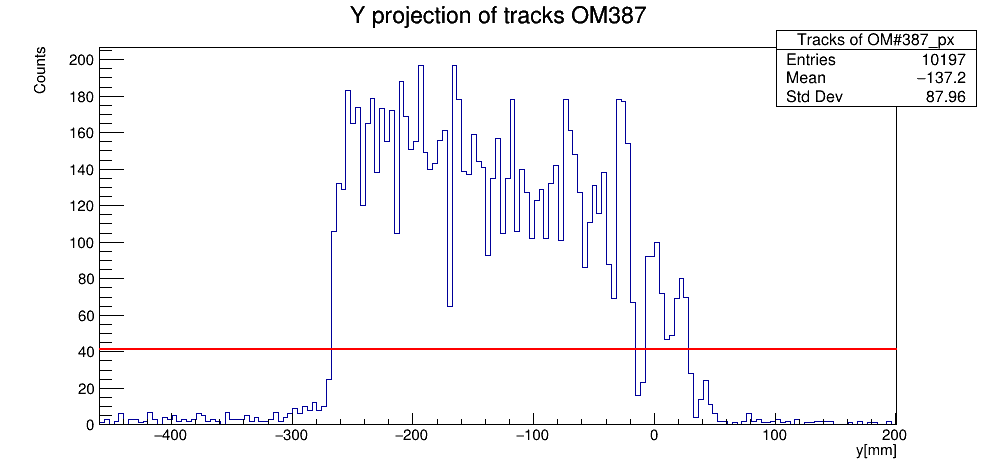 Y projection of tracks OM387
Tracks of OM#387_px
Entries 10197
Mean −137.2
Std Dev 87.96
Counts
200
180
160
140
120
100
80
60
40
20
0
−400 −300 −200 −100 0 100 200
y[mm]